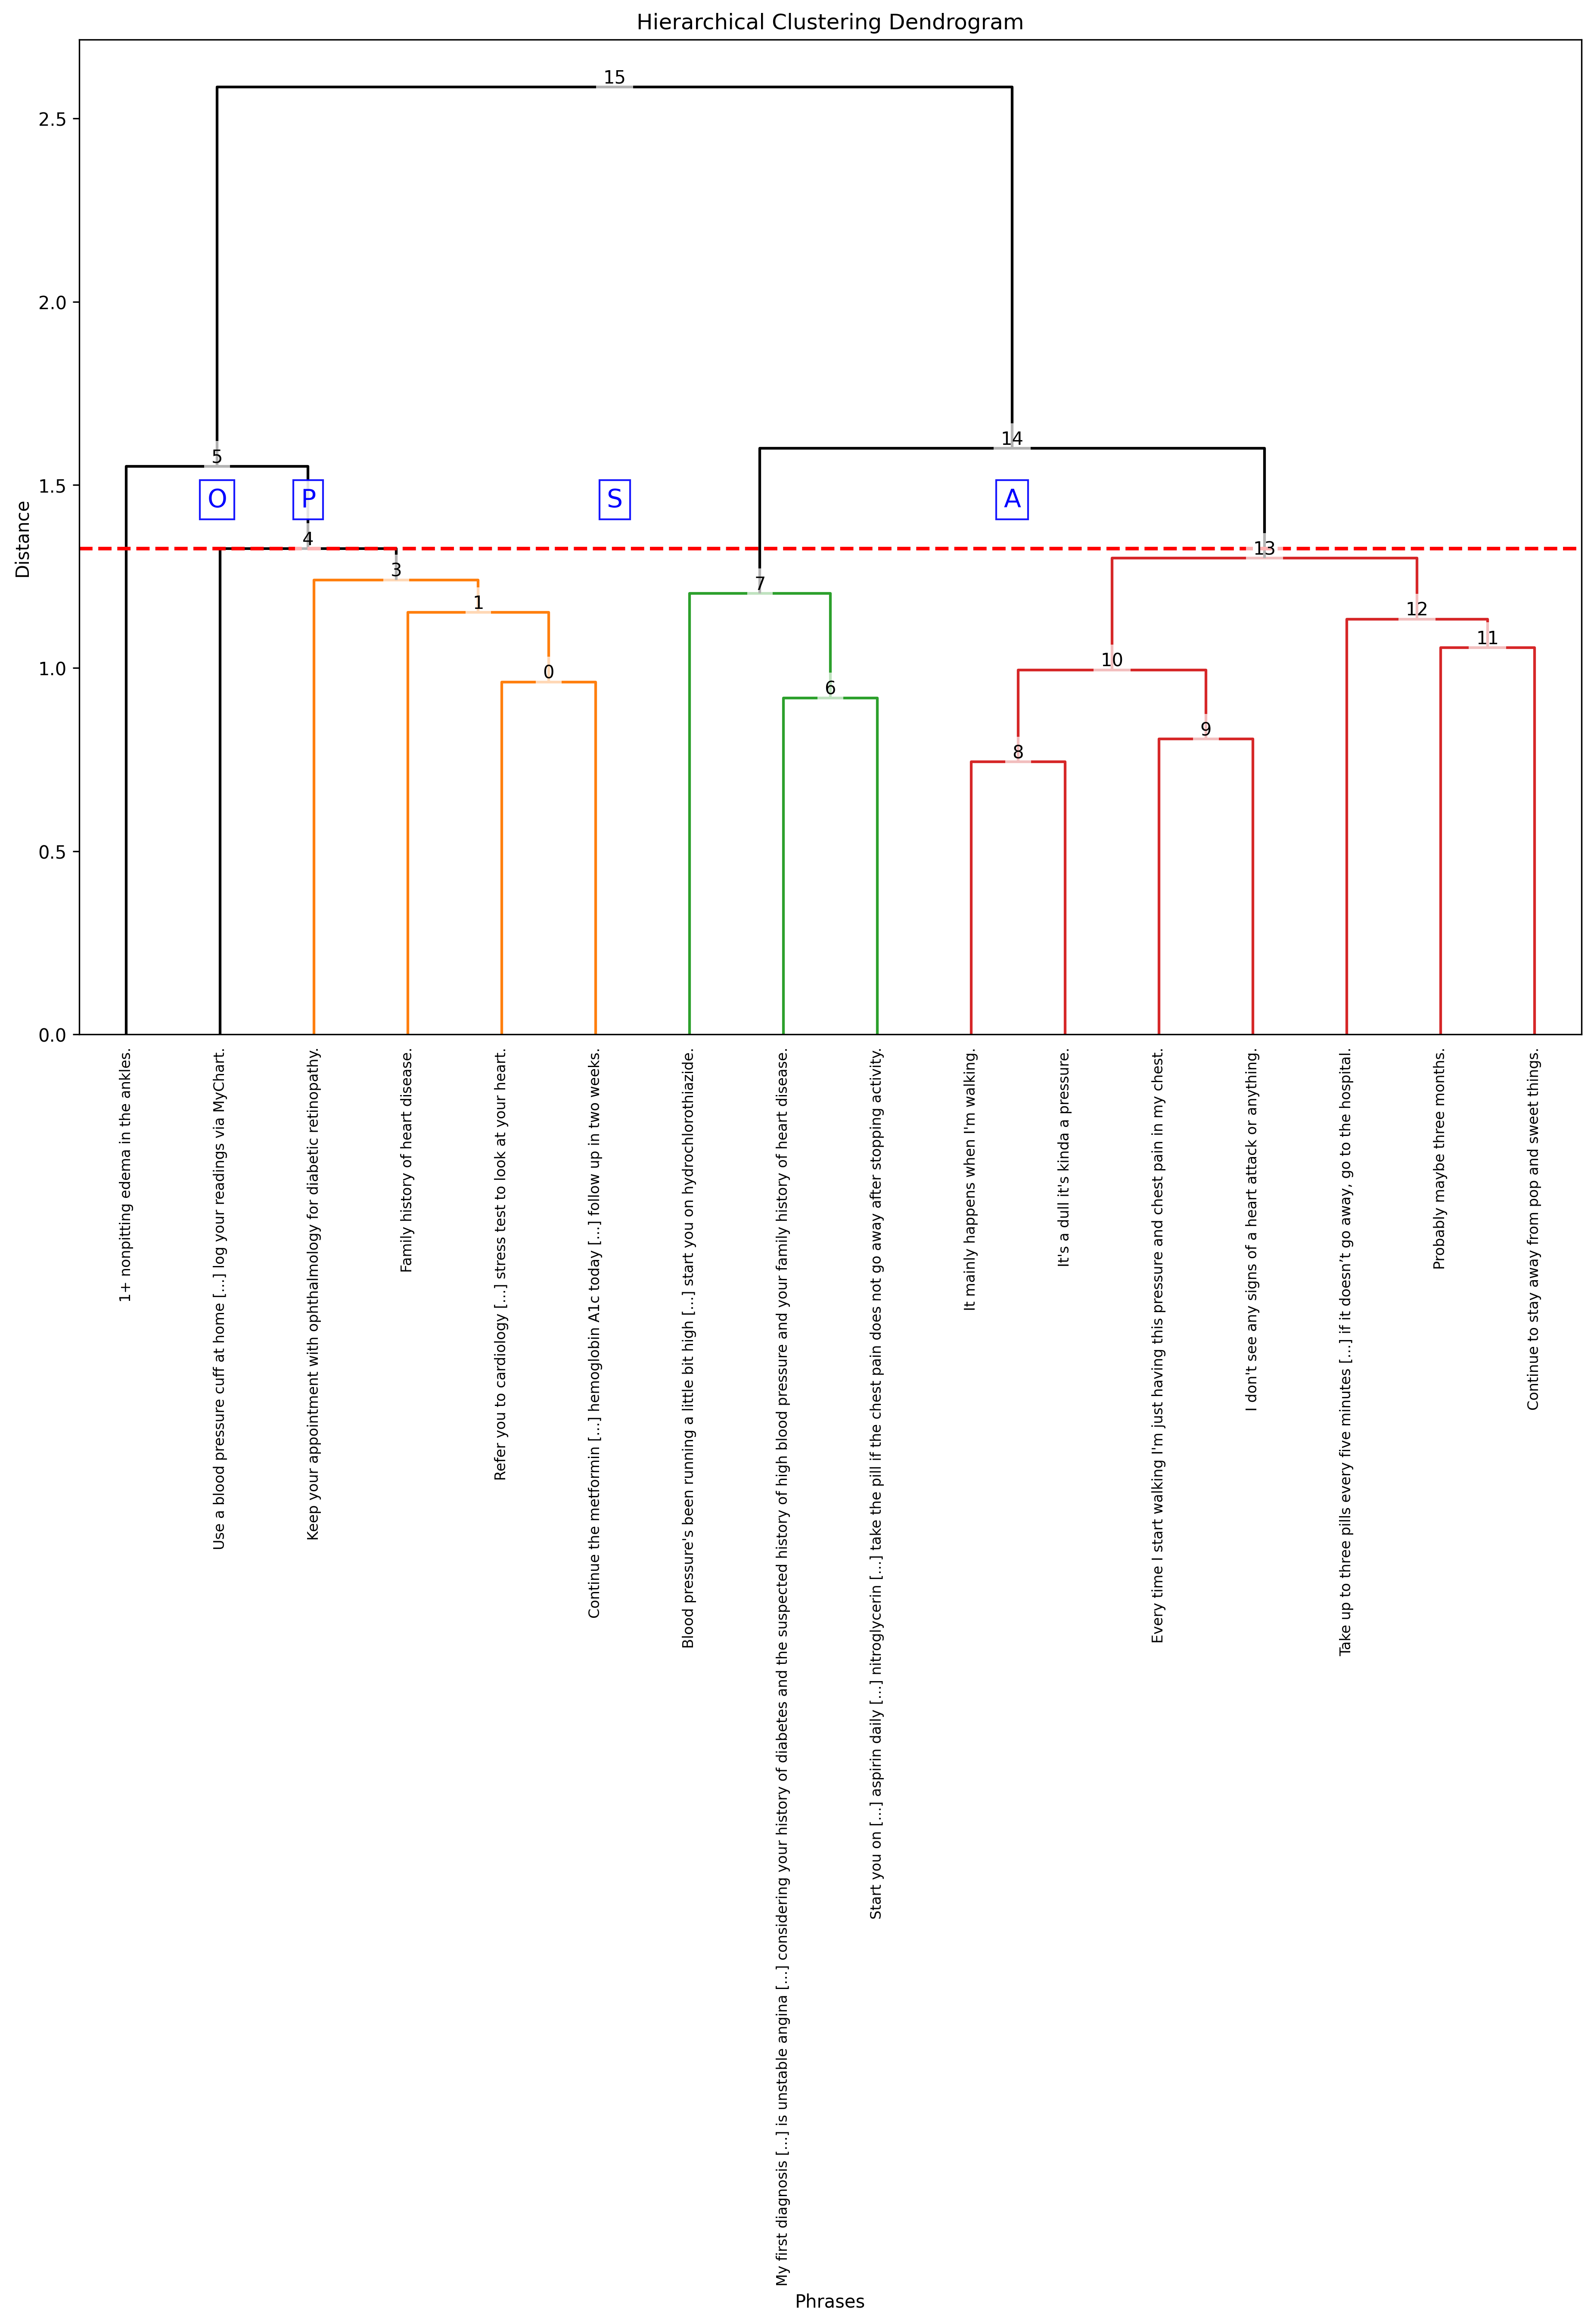 Hierarchical Clustering Dendrogram
15
2.5
2.0
14
5
1.5
O
P
S
A
Distance
4
13
3
7
1
12
11
1.0
10
0
6
9
8
0.5
0.0
1+ nonpitting edema in the ankles.
Use a blood pressure cuff at home [...] log your readings via MyChart.
Keep your appointment with ophthalmology for diabetic retinopathy.
Family history of heart disease.
Refer you to cardiology [...] stress test to look at your heart.
Continue the metformin [...] hemoglobin A1c today [...] follow up in two weeks.
Blood pressure's been running a little bit high [...] start you on hydrochlorothiazide.
My first diagnosis [...] is unstable angina [...] considering your history of diabetes and the suspected history of high blood pressure and your family history of heart disease.
Start you on [...] aspirin daily [...] nitroglycerin [...] take the pill if the chest pain does not go away after stopping activity.
It mainly happens when I'm walking.
It's a dull it's kinda a pressure.
Every time I start walking I'm just having this pressure and chest pain in my chest.
I don't see any signs of a heart attack or anything.
Take up to three pills every five minutes [...] if it doesn’t go away, go to the hospital.
Probably maybe three months.
Continue to stay away from pop and sweet things.
Phrases